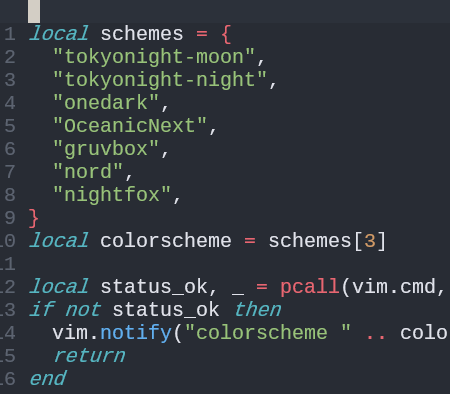 1 local schemes = {
2 "tokyonight-moon",
3 "tokyonight-night",
4 "onedark",
5 "OceanicNext",
6 "gruvbox",
7 "nord",
8 "nightfox",
9 }
10 local colorscheme = schemes[3]
11
12 local status_ok, _ = pcall(vim.cmd,
13 if not status_ok then
14 vim.notify("colorscheme " .. colo
15 return
16 end